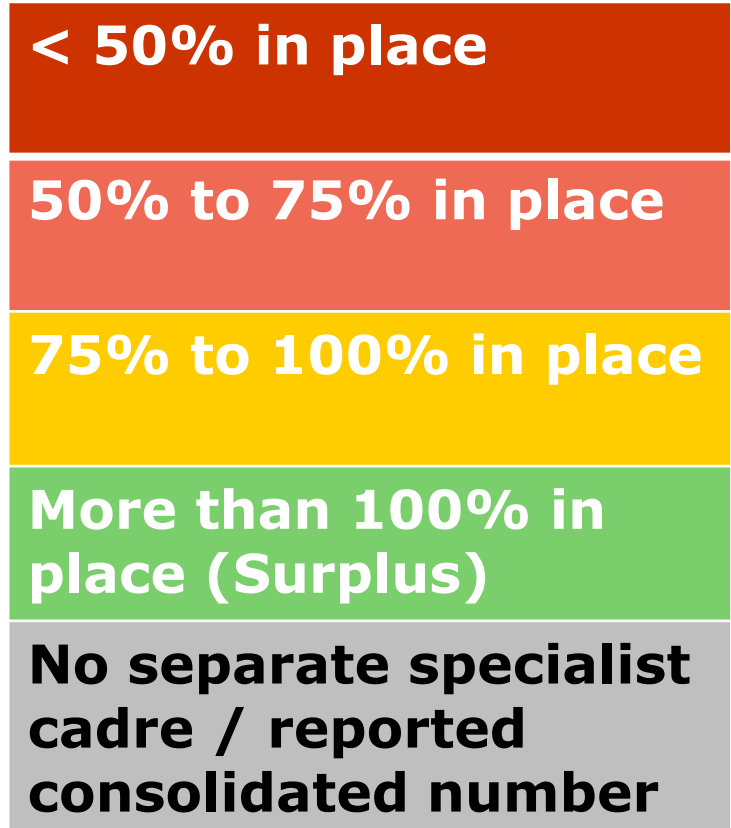 < 50% in place
50% to 75% in place
75% to 100% in place
More than 100% in
place (Surplus)
No separate specialist
cadre / reported
consolidated number